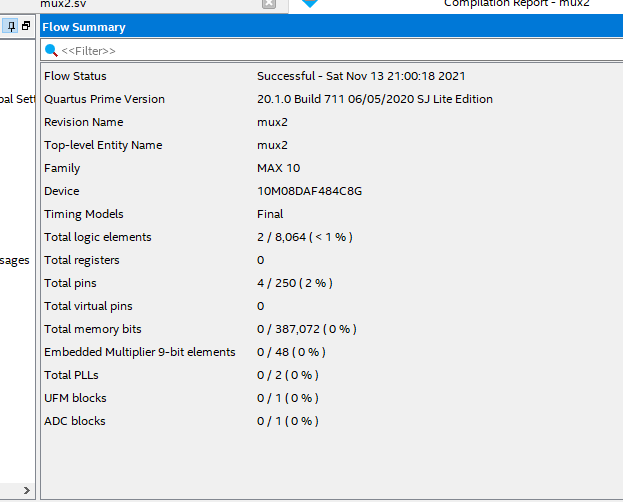 mux2.sv
Compilation Report - mux2
Flow Summary
<<Filter>>
Flow Status Successful - Sat Nov 13 21:00:18 2021
Quartus Prime Version 20.1.0 Build 711 06/05/2020 SJ Lite Edition
Revision Name mux2
Top-level Entity Name mux2
Family MAX 10
Device 10M08DAF484C8G
Timing Models Final
Total logic elements 2 / 8,064 ( < 1 % )
Total registers 0
Total pins 4 / 250 ( 2 % )
Total virtual pins 0
Total memory bits 0 / 387,072 ( 0 % )
Embedded Multiplier 9-bit elements 0 / 48 ( 0 % )
Total PLLs 0 / 2 ( 0 % )
UFM blocks 0 / 1 ( 0 % )
ADC blocks 0 / 1 ( 0 % )
bal Sett
sages